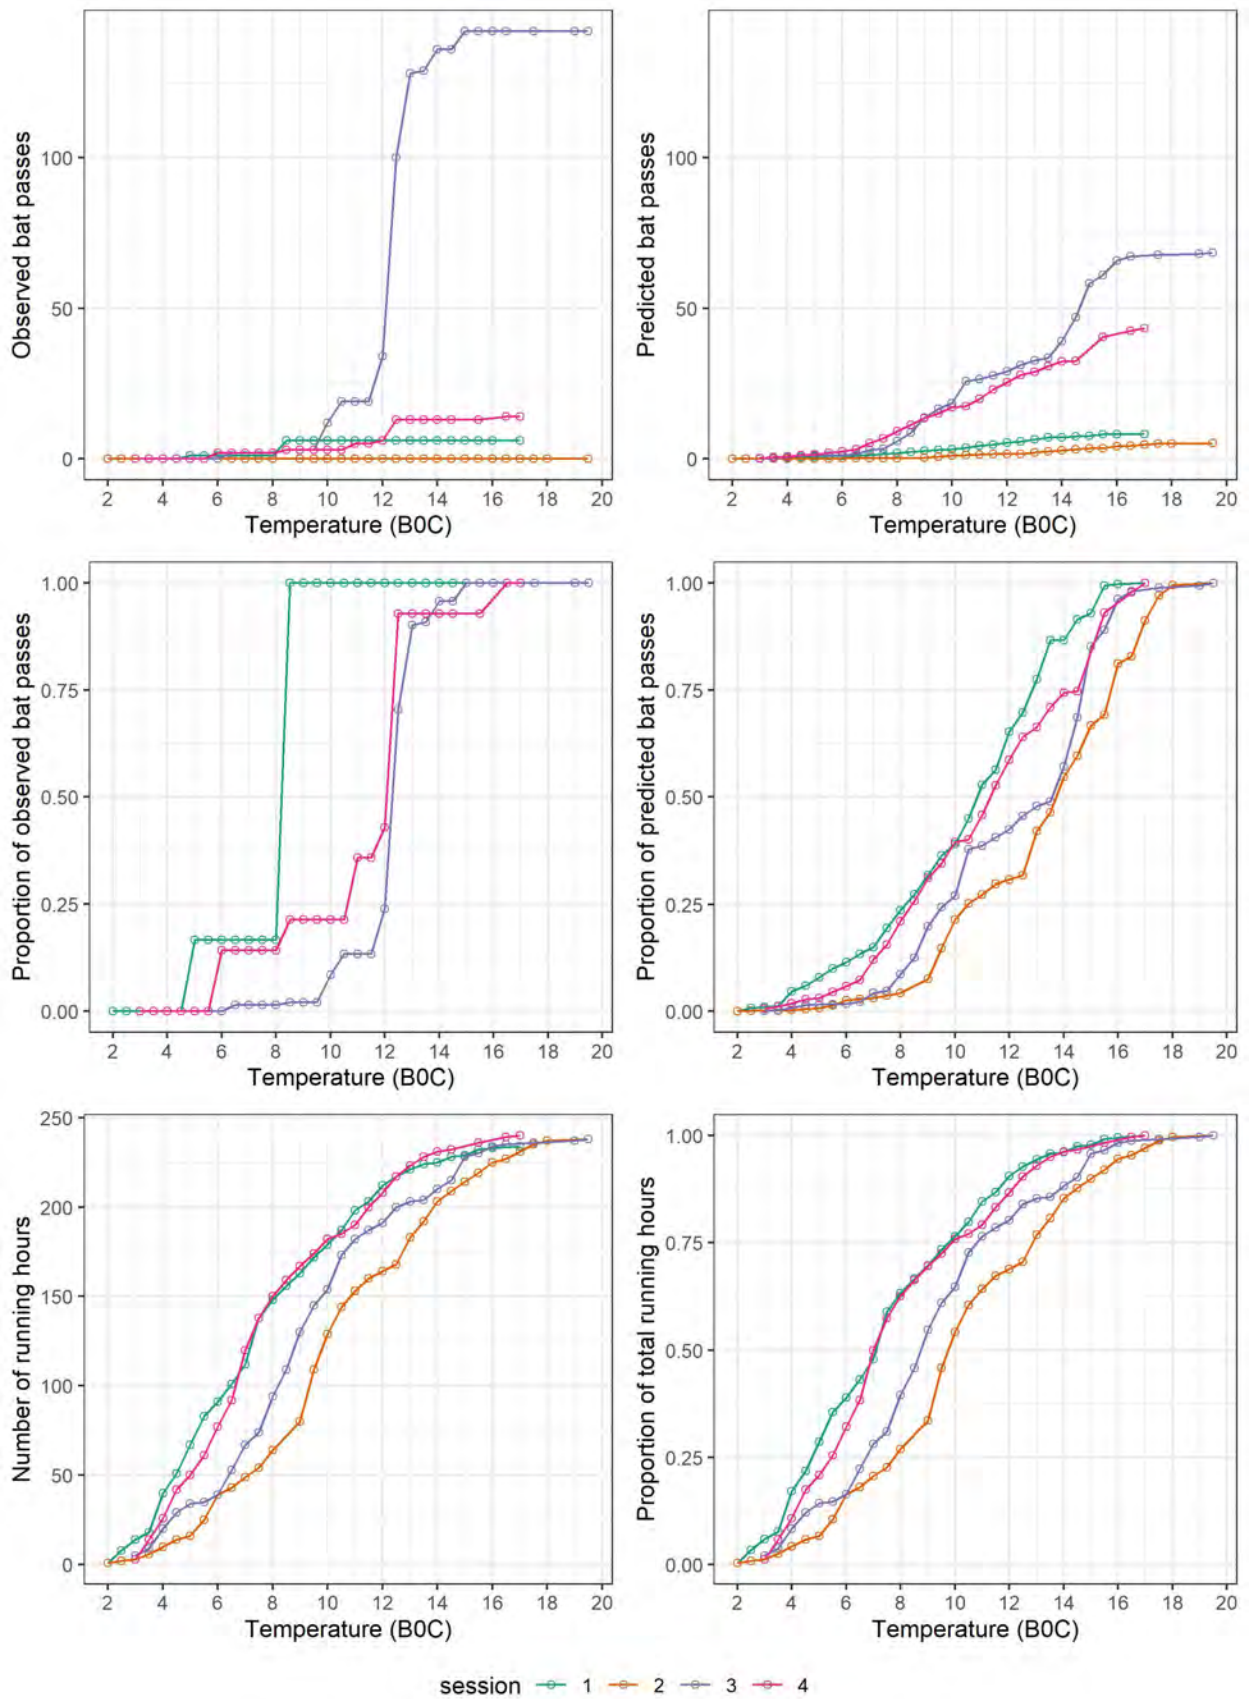 Observed bat passes
100
50
0
2 4 6 8 10 12 14 16 18 20
Temperature (B0C)
Predicted bat passes
100
50
0
2 4 6 8 10 12 14 16 18 20
Temperature (B0C)
Proportion of observed bat passes
1.00
0.75
0.50
0.25
0.00
2 4 6 8 10 12 14 16 18 20
Temperature (B0C)
Proportion of predicted bat passes
1.00
0.75
0.50
0.25
0.00
2 4 6 8 10 12 14 16 18 20
Temperature (B0C)
Number of running hours
250
200
150
100
50
0
2 4 6 8 10 12 14 16 18 20
Temperature (B0C)
Proportion of total running hours
1.00
0.75
0.50
0.25
0.00
2 4 6 8 10 12 14 16 18 20
Temperature (B0C)
session 1 2 3 4